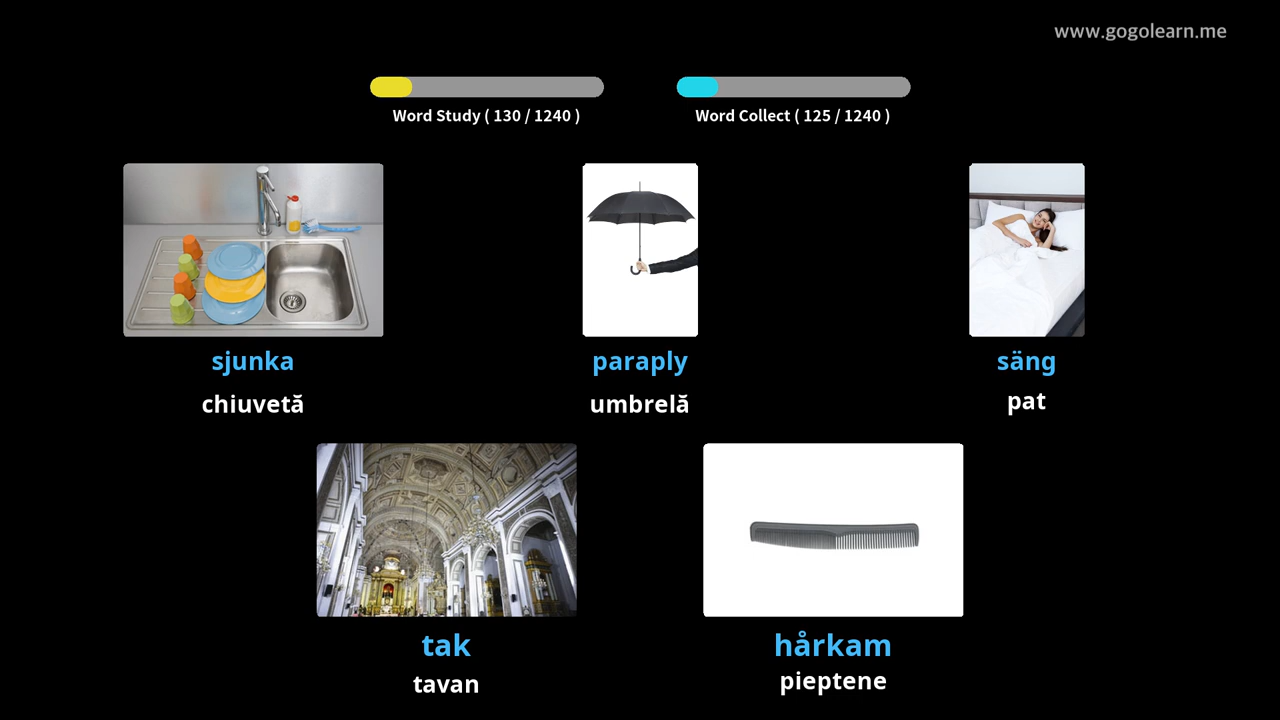 www.gogolearn.me
Word Study ( 130 / 1240 )
Word Collect ( 125 / 1240 )
sjunka
paraply
säng
chiuvetă
umbrelă
pat
tak
hårkam
tavan
pieptene